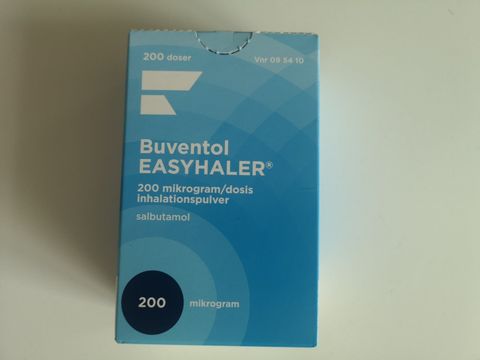 200 doser
Vnr 09 54 10
Buventol
EASYHALER®
200 mikrogram/dosis
inhalationspulver
salbutamol
200 mikrogram